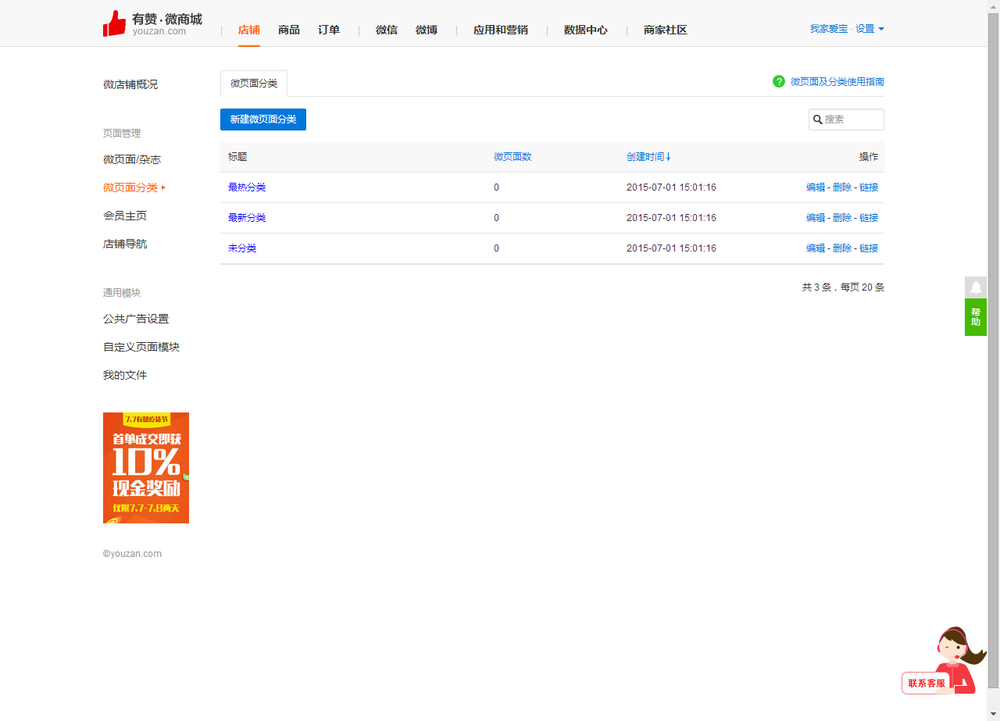 有赞·微商城
youzan.com
店铺 商品 订单 微信 微博 应用和营销 数据中心 商家社区
我家爱宝 - 设置
微店铺概况
页面管理
微页面/杂志
微页面分类
会员主页
店铺导航
通用模块
公共广告设置
自定义页面模块
我的文件
7.7有赞吃货节
首单成交即获
10%
现金奖励
仅限7.7-7.8两天
©youzan.com
微页面分类
? 微页面及分类使用指南
新建微页面分类
搜索
标题 微页面数 创建时间↓ 操作
最热分类 0 2015-07-01 15:01:16 编辑 - 删除 - 链接
最新分类 0 2015-07-01 15:01:16 编辑 - 删除 - 链接
未分类 0 2015-07-01 15:01:16 编辑 - 删除 - 链接
共 3 条，每页 20 条
帮
助
联系客服